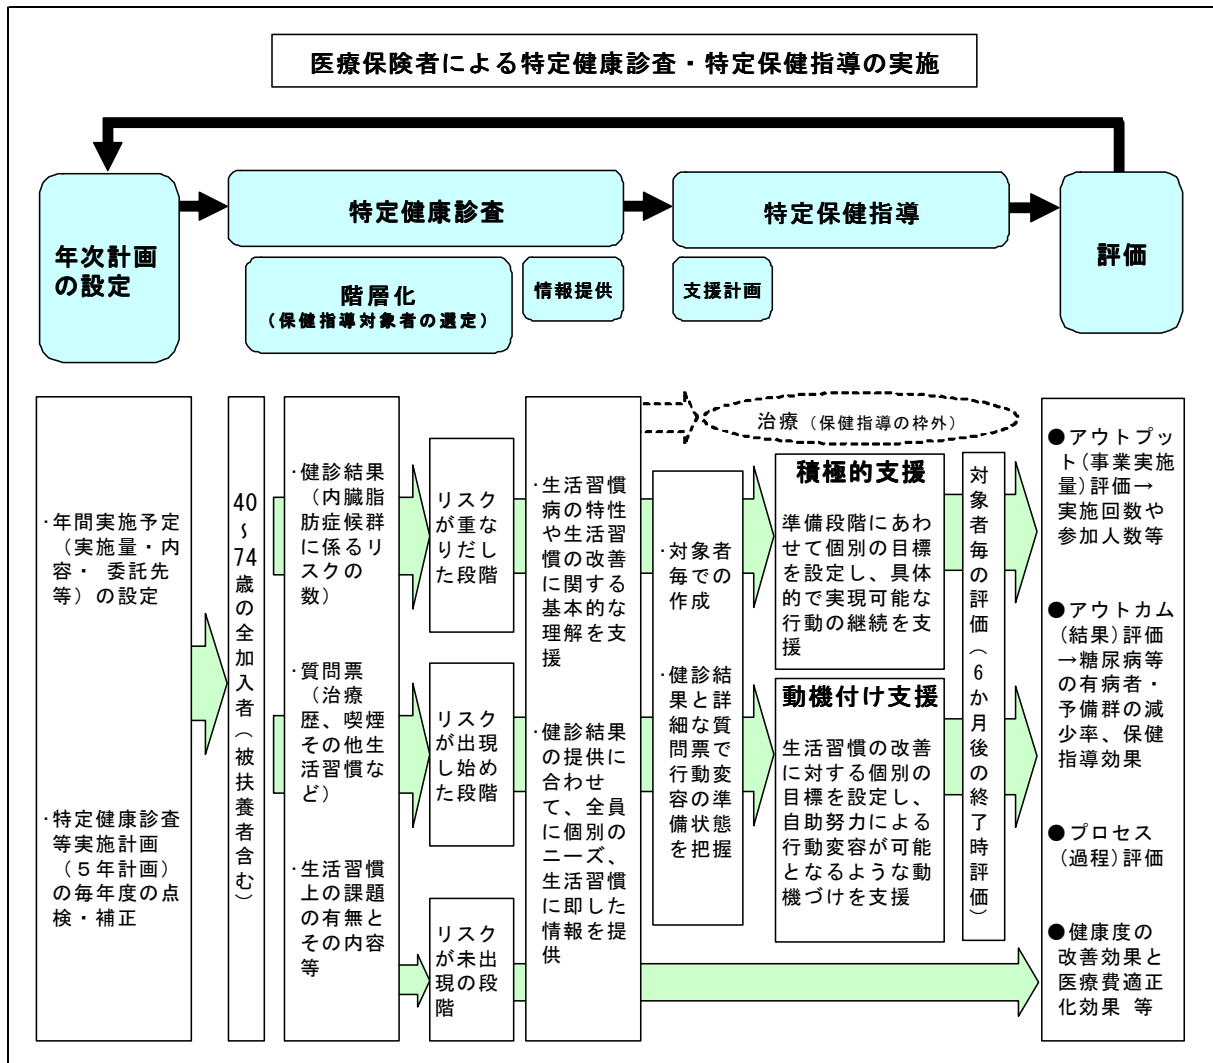 医療保険者による特定健康診査・特定保健指導の実施
年次計画
の設定
特定健康診査
特定保健指導
評価
階層化
（保健指導対象者の選定）
情報提供
支援計画
・年間実施予定
（実施量・内
容・ 委託先
等）の設定
・特定健康診査
等実施計画
（５年計画）
の毎年度の点
検・補正
40～74歳の全加入者（被扶養者含む）
・健診結果
（内臓脂
肪症候群
に係るリ
スクの
数）
・質問票
（治療
歴、喫煙
その他生
活習慣な
ど）
・生活習慣
上の課題
の有無と
その内容
等
リスク
が重な
りだし
た段階
リスク
が出現
し始め
た段階
リスク
が未出
現の段
階
・生活習慣
病の特性
や生活習
慣の改善
に関する
基本的な
理解を支
援
・健診結果
の提供に
合わせ
て、全員
に個別の
ニーズ、
生活習慣
に即した
情報を提
供
治療（保健指導の枠外）
・対象者
毎での
作成
・健診結
果と詳
細な質
問票で
行動変
容の準
備状態
を把握
積極的支援
準備段階にあわ
せて個別の目標
を設定し、具体
的で実現可能な
行動の継続を支
援
動機付け支援
生活習慣の改善
に対する個別の
目標を設定し、
自助努力による
行動変容が可能
となるような動
機づけを支援
対象者毎の評価（６か月後の終了時評価）
●アウトプッ
ト(事業実施
量)評価→
実施回数や
参加人数等
●アウトカム
(結果)評価
→糖尿病等
の有病者・
予備群の減
少率、保健
指導効果
●プロセス
(過程)評価
●健康度の
改善効果と
医療費適正
化効果 等